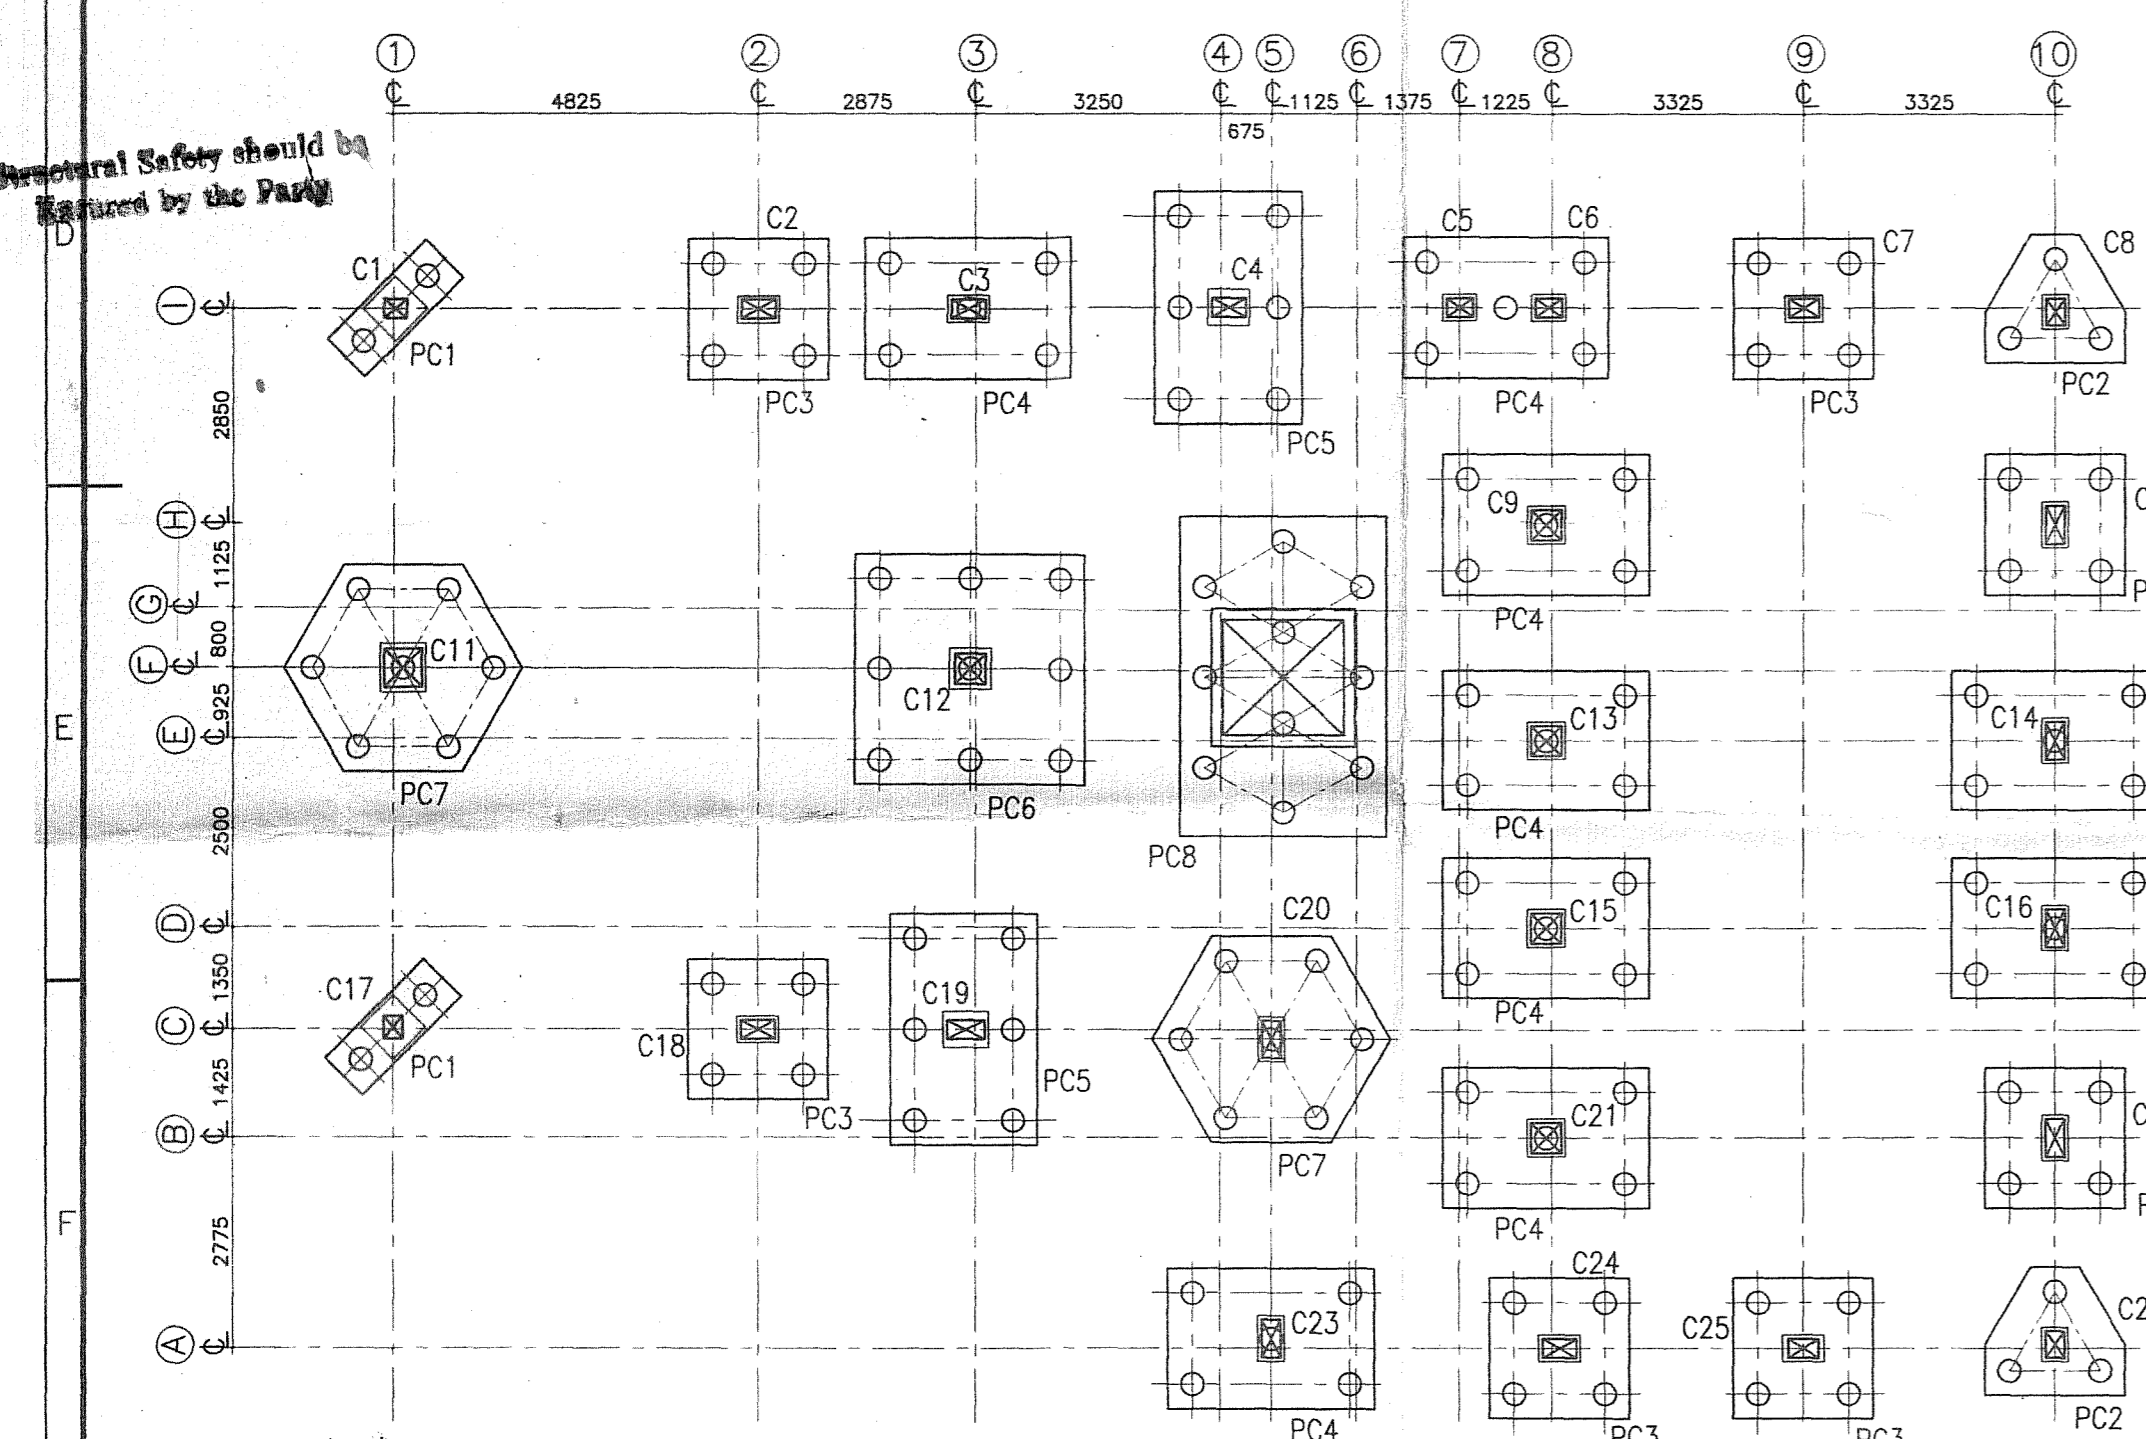 1 2 3 4 5 6 7 8 9 10
℄ ℄ ℄ ℄ ℄ ℄ ℄ ℄ ℄ ℄
4825 2875 3250 1125 1375 1225 3325 3325
675
Structural Safety should be
Ensured by the Party
D
C2 C5 C6 C7 C8
C1 C3 C4
I ℄
PC1 PC3 PC4 PC4 PC3 PC2
PC5
2850
C9
H ℄
1125
G ℄
PC4
800
F ℄
C11 C12
925
E ℄
E
C13 C14
PC7 PC6 PC4
2500
PC8
C20 C15 C16
D ℄
1350
C17 C19
PC4
C ℄
C18
PC1 PC5
1425
PC3 C21
B ℄
PC7
F
2775
PC4
C24
C23 C25
A ℄
PC4 PC3 PC3 PC2